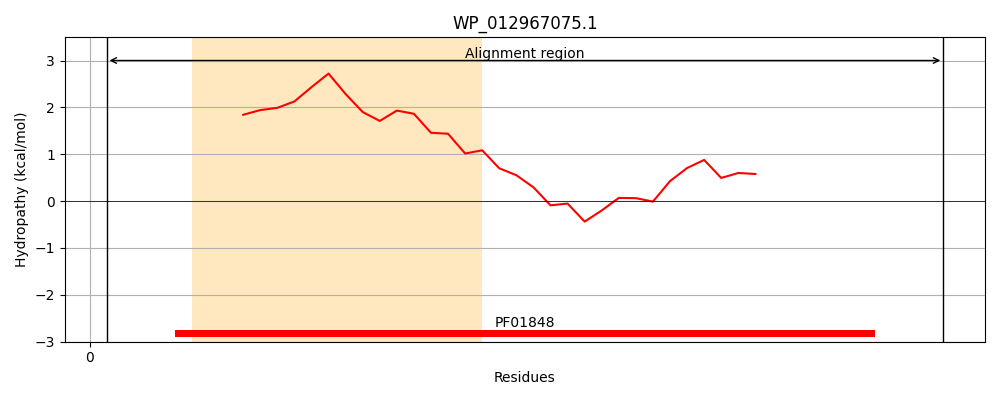 WP_012967075.1
Alignment region
3
2
1
0
−1
−2
−3
Hydropathy (kcal/mol)
PF01848
0
Residues